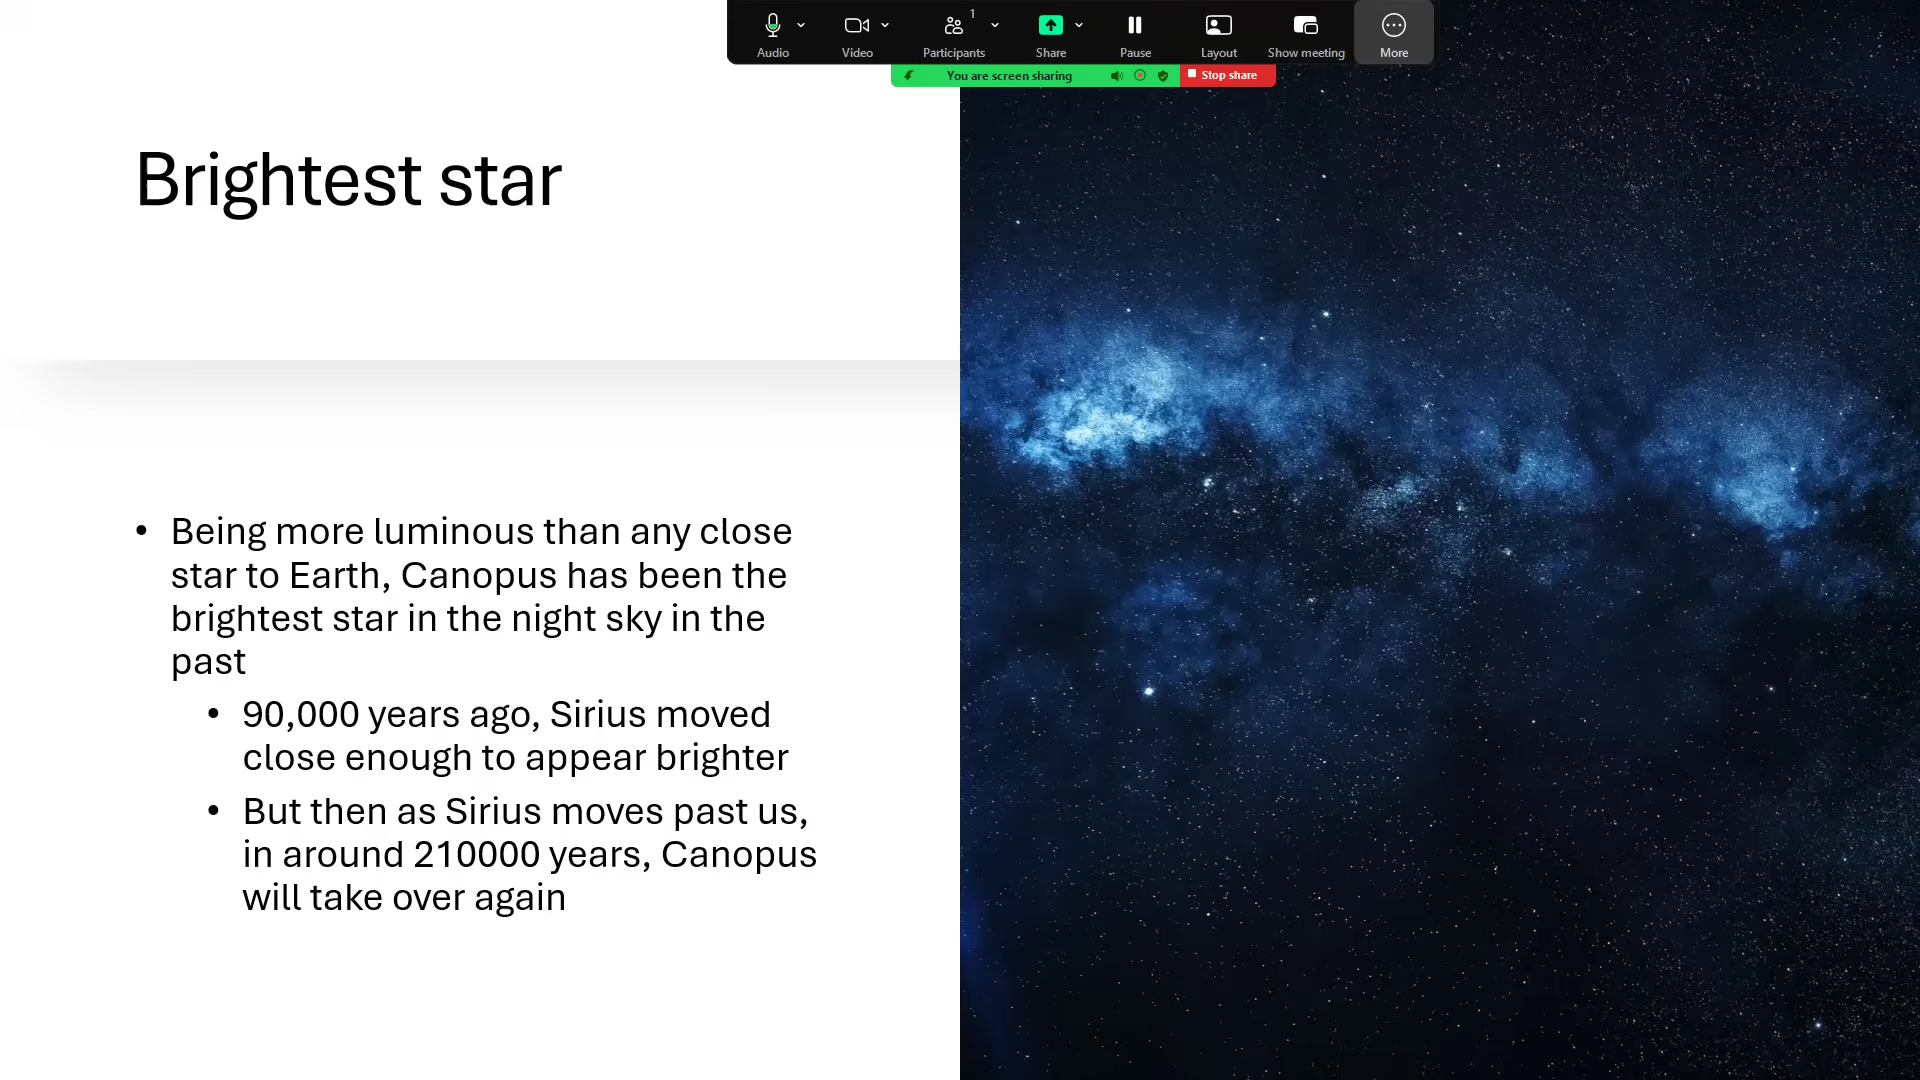 1
Audio
Video
Participants
Share
Pause
Layout
Show meeting
More
You are screen sharing
Stop share
Brightest star
• Being more luminous than any close
star to Earth, Canopus has been the
brightest star in the night sky in the
past
• 90,000 years ago, Sirius moved
close enough to appear brighter
• But then as Sirius moves past us,
in around 210000 years, Canopus
will take over again